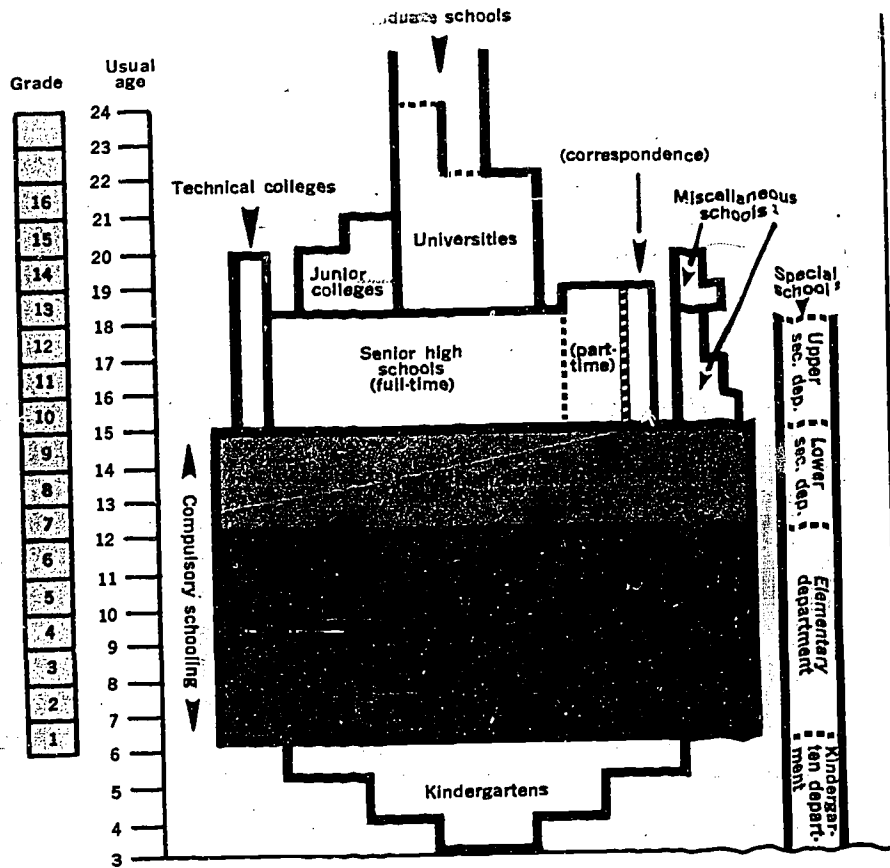 duate schools
Grade
Usual
age
24
23
22
21
20
19
18
17
16
15
14
13
12
11
10
9
8
7
6
5
4
3
16
15
14
13
12
11
10
9
8
7
6
5
4
3
2
1
Technical colleges
(correspondence)
Miscellaneous
schools 1
Universities
Junior
colleges
Special
school
Senior high
schools
(full-time)
(part-
time)
Upper
sec. dep.
Lower
sec. dep.
Compulsory schooling
Elementary
department
Kindergartens
Kindergar-
ten depart-
ment